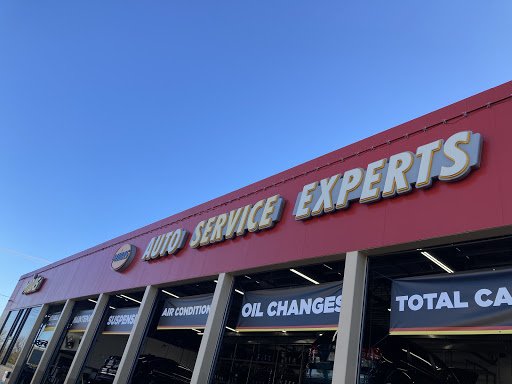 AUTO SERVICE EXPERTS
SUSPENS
AIR CONDITION
OIL CHANGES
TOTAL CA